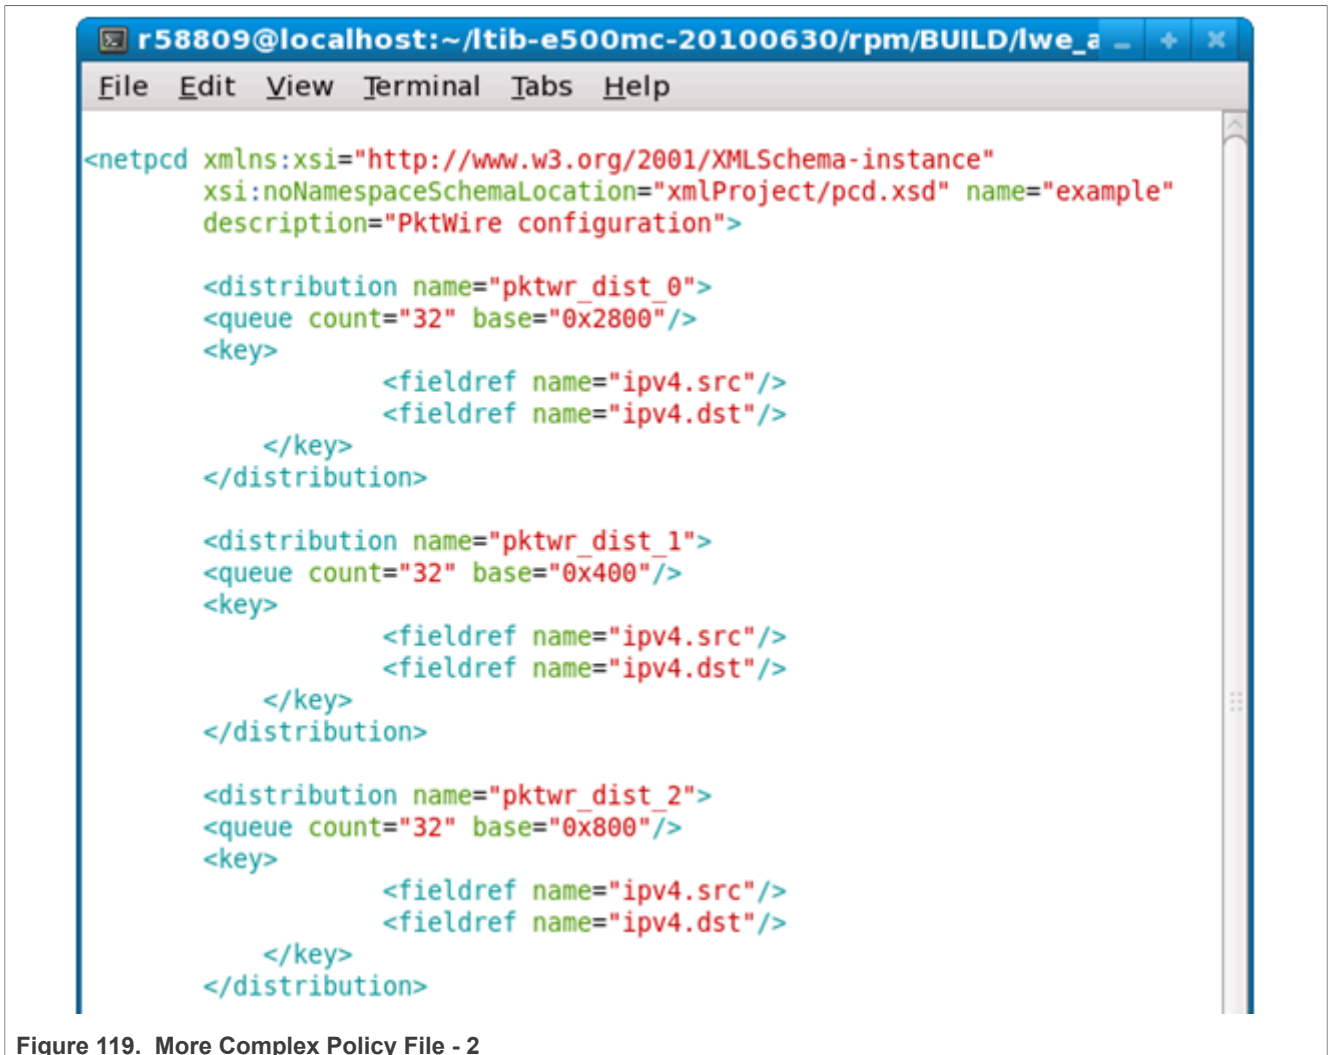 r58809@localhost:~/ltib-e500mc-20100630/rpm/BUILD/lwe_a
File Edit View Terminal Tabs Help
<netpcd xmlns:xsi="http://www.w3.org/2001/XMLSchema-instance"
xsi:noNamespaceSchemaLocation="xmlProject/pcd.xsd" name="example"
description="PktWire configuration">
<distribution name="pktwr_dist_0">
<queue count="32" base="0x2800"/>
<key>
<fieldref name="ipv4.src"/>
<fieldref name="ipv4.dst"/>
</key>
</distribution>
<distribution name="pktwr_dist_1">
<queue count="32" base="0x400"/>
<key>
<fieldref name="ipv4.src"/>
<fieldref name="ipv4.dst"/>
</key>
</distribution>
<distribution name="pktwr_dist_2">
<queue count="32" base="0x800"/>
<key>
<fieldref name="ipv4.src"/>
<fieldref name="ipv4.dst"/>
</key>
</distribution>
Figure 119. More Complex Policy File - 2